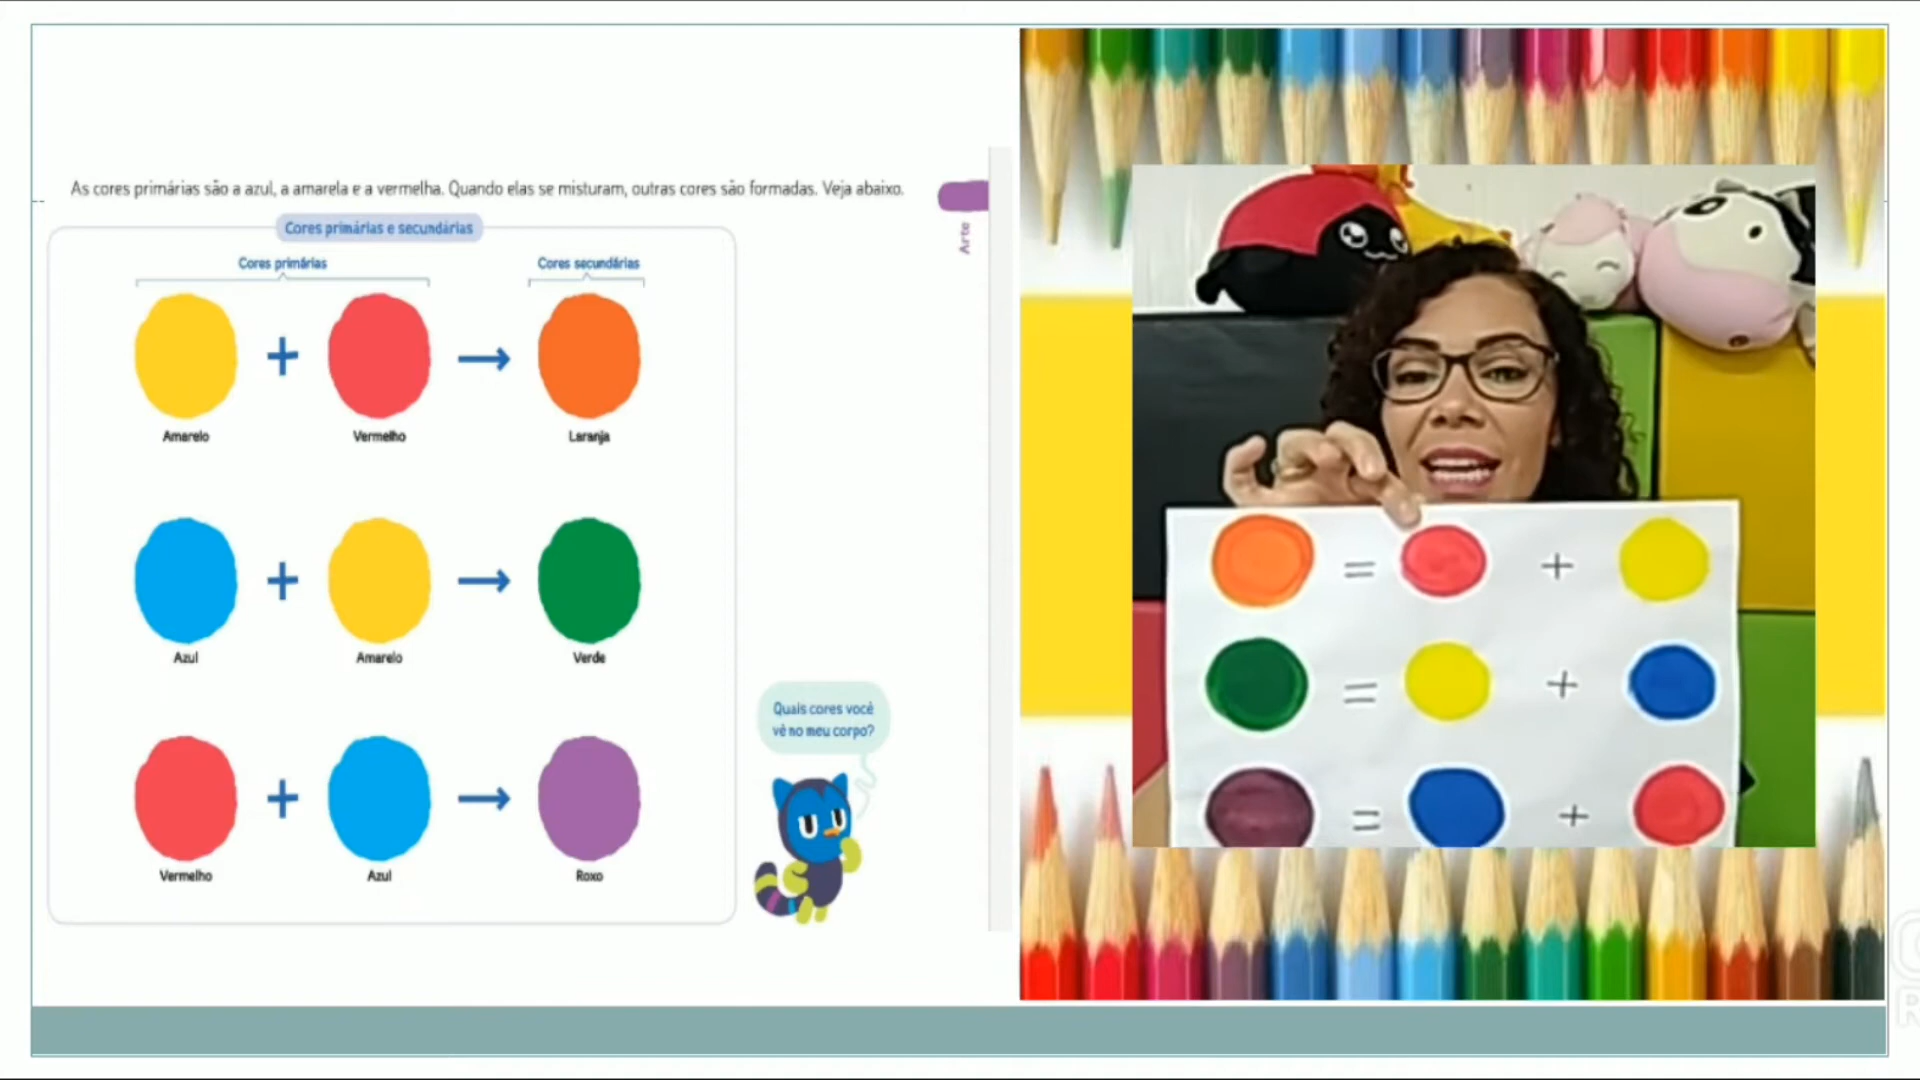 As cores primárias são a azul, a amarela e a vermelha. Quando elas se misturam, outras cores são formadas. Veja abaixo.
Arte
Cores primárias e secundárias
Cores primárias
Cores secundárias
+
→
Amarelo
Vermelho
Laranja
+
→
Azul
Amarelo
Verde
+
→
Vermelho
Azul
Roxo
Quais cores você
vê no meu corpo?
= +
= +
= +